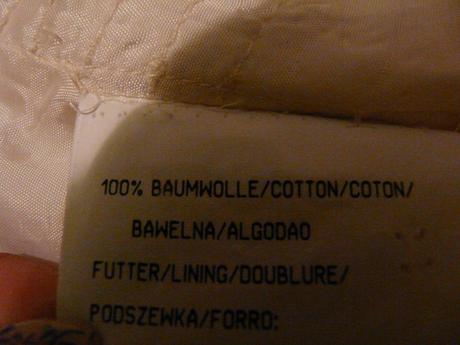 100% BAUMWOLLE/COTTON/COTON/
BAWELNA/ALGODAO
FUTTER/LINING/DOUBLURE/
PODSZEWKA/FORRO: